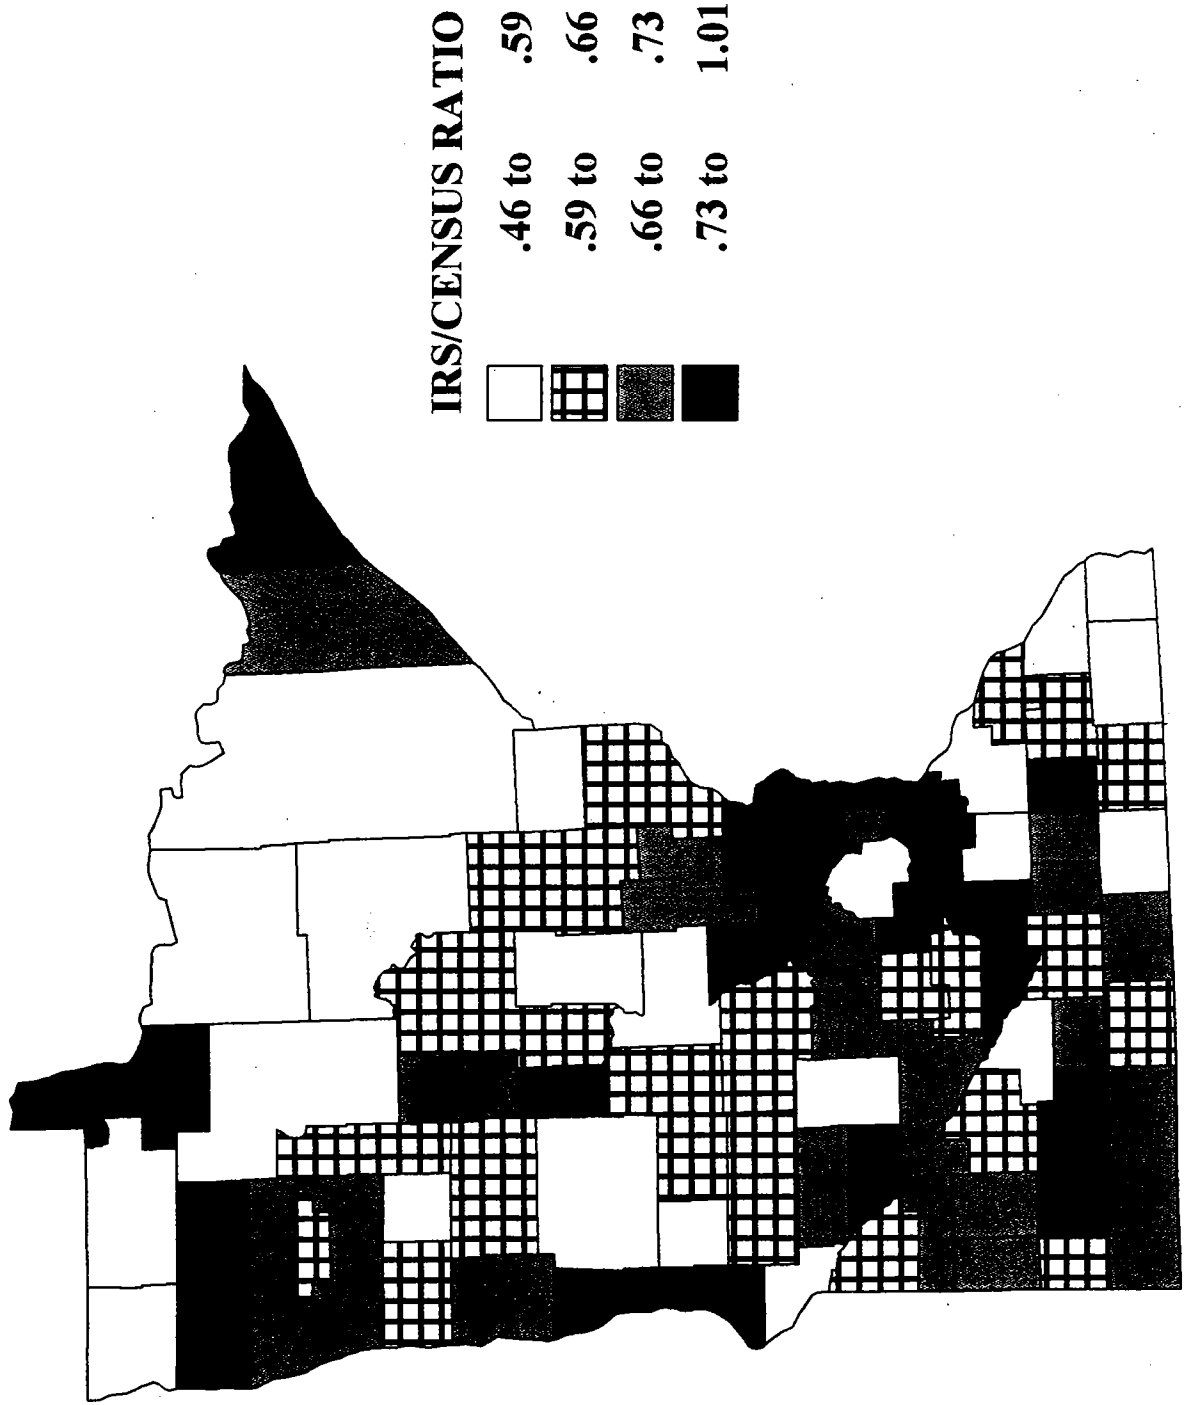 IRS/CENSUS RATIO
.46 to .59
.59 to .66
.66 to .73
.73 to 1.01